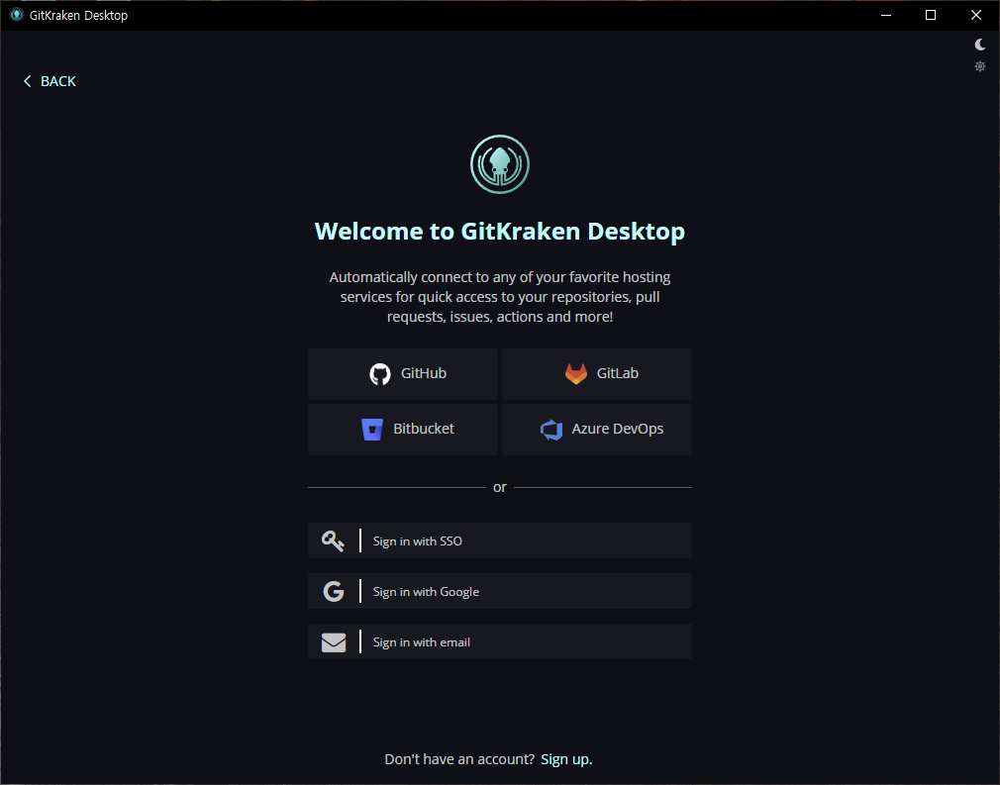 GitKraken Desktop
BACK
Welcome to GitKraken Desktop
Automatically connect to any of your favorite hosting
services for quick access to your repositories, pull
requests, issues, actions and more!
GitHub
GitLab
Bitbucket
Azure DevOps
or
Sign in with SSO
Sign in with Google
Sign in with email
Don't have an account? Sign up.